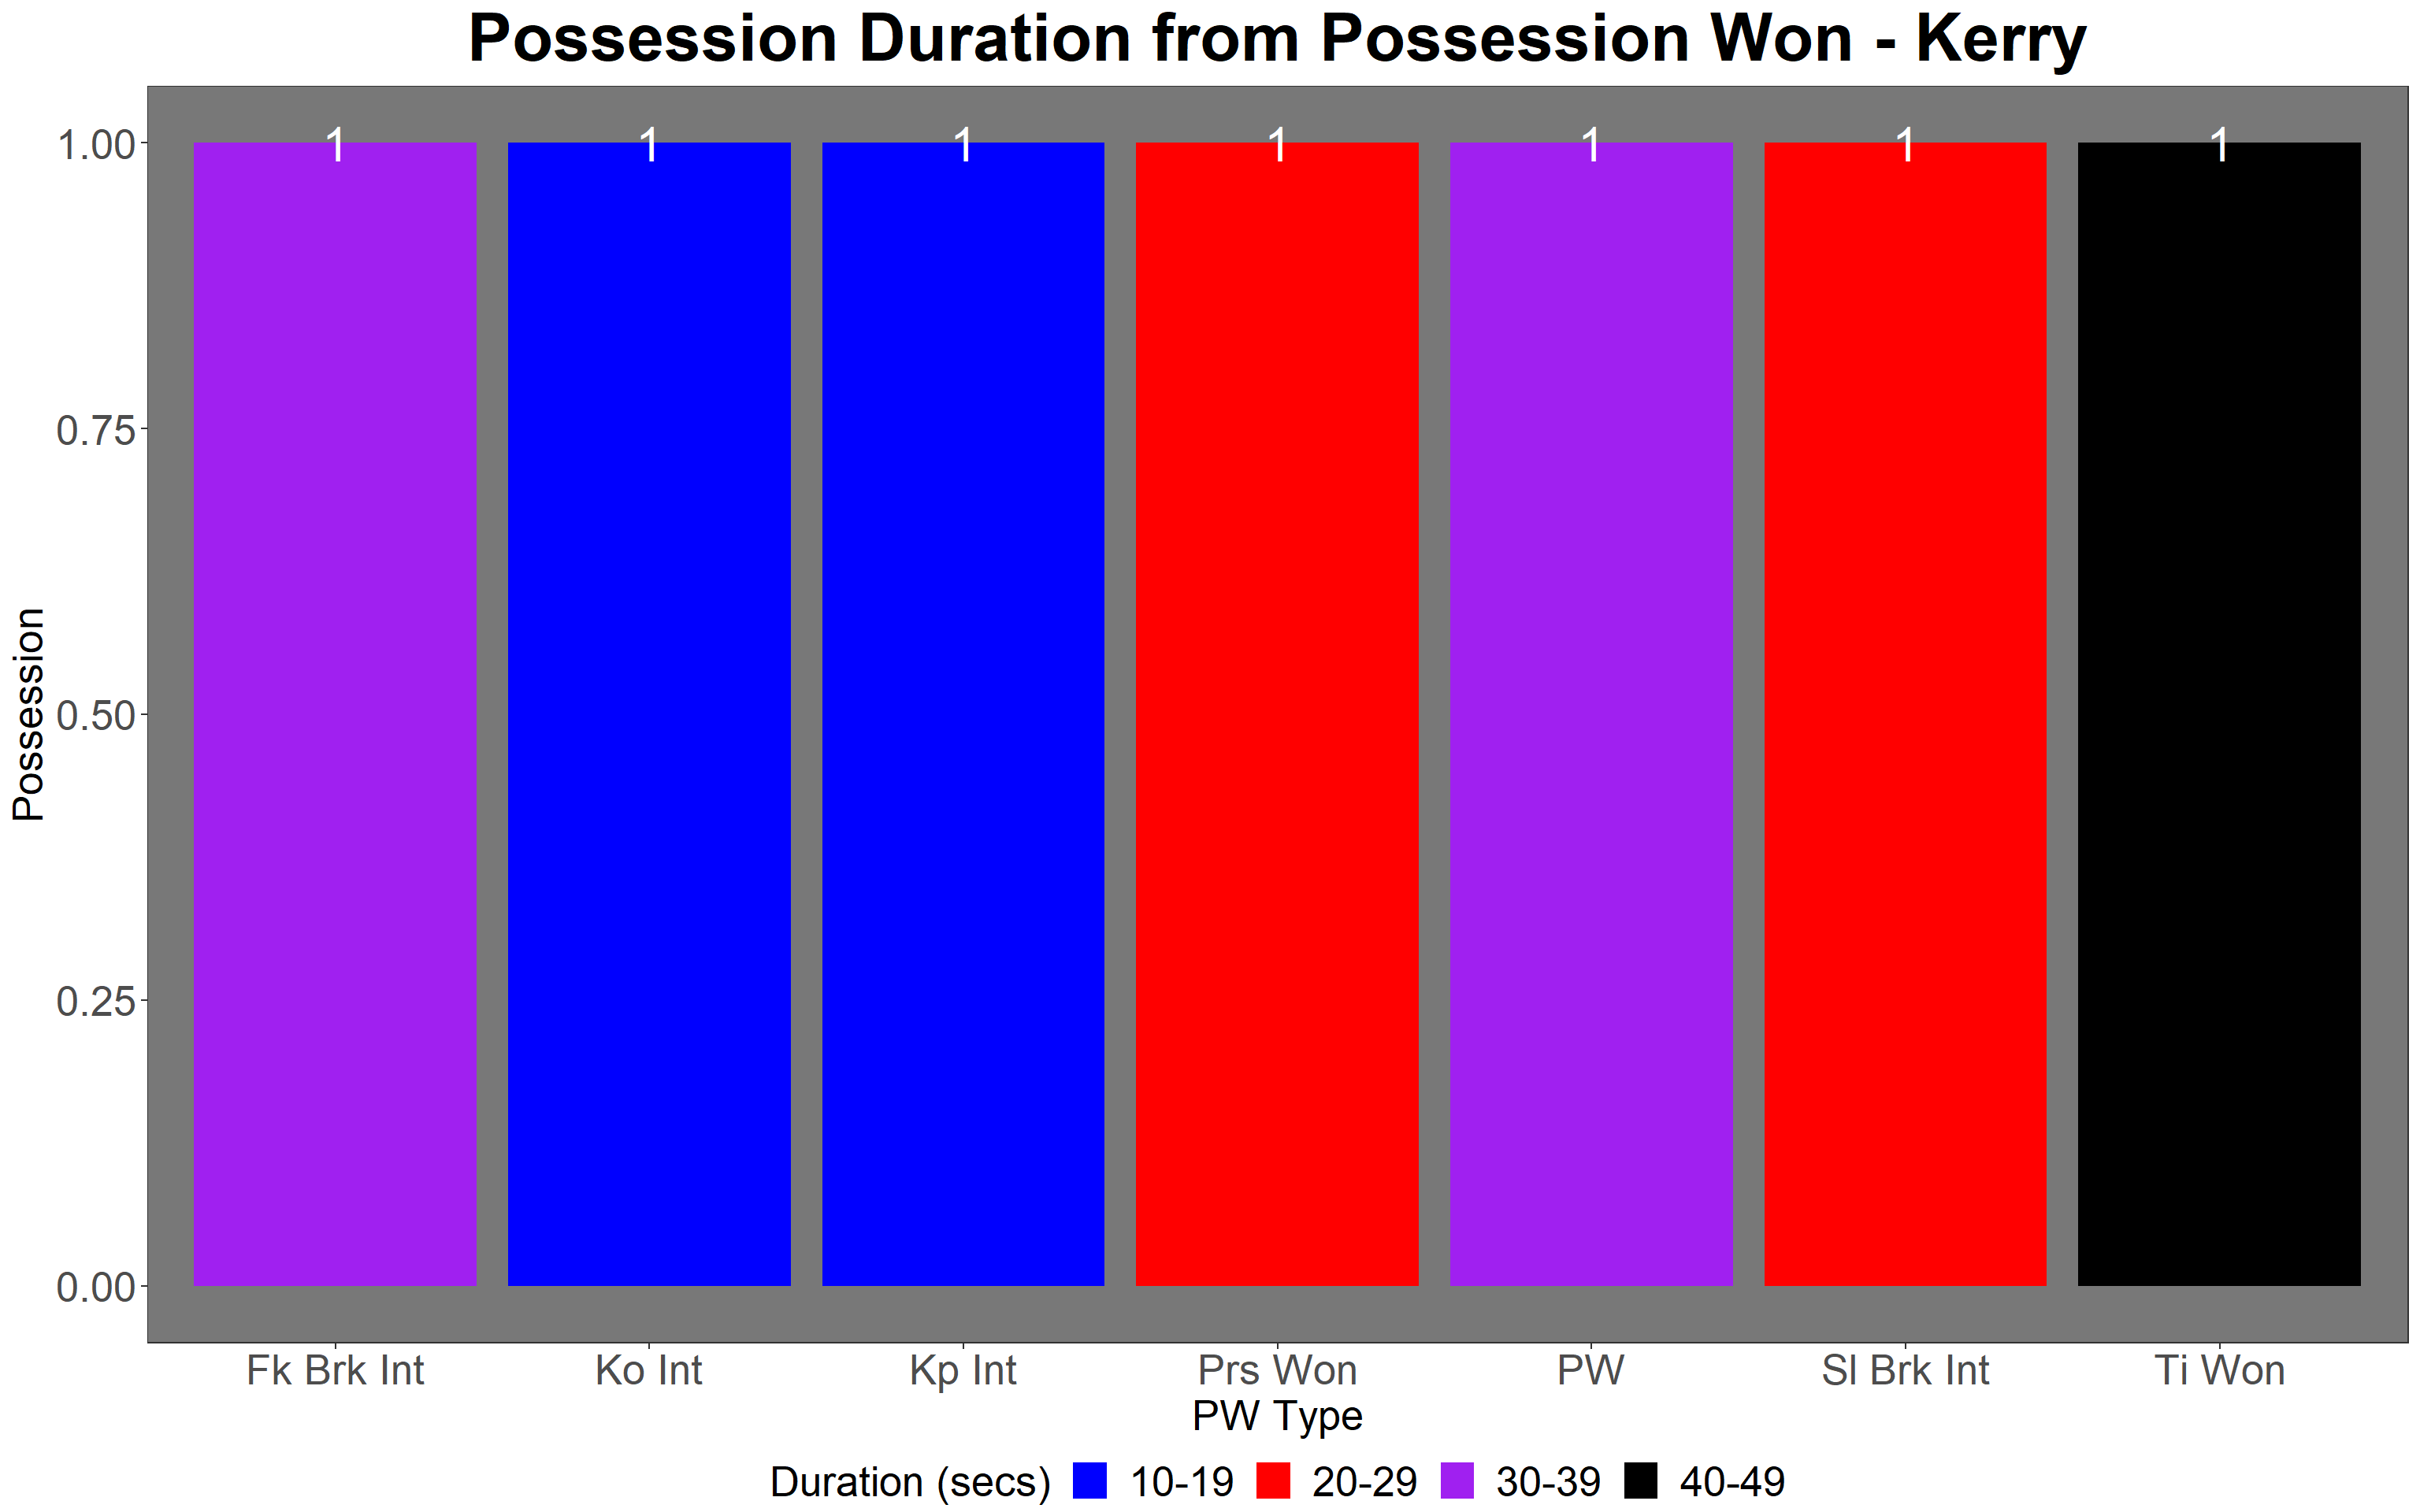 Possession Duration from Possession Won - Kerry
1 1 1 1 1 1 1
1.00
0.75
0.50
0.25
0.00
Possession
Fk Brk Int Ko Int Kp Int Prs Won PW Sl Brk Int Ti Won
PW Type
Duration (secs) 10-19 20-29 30-39 40-49